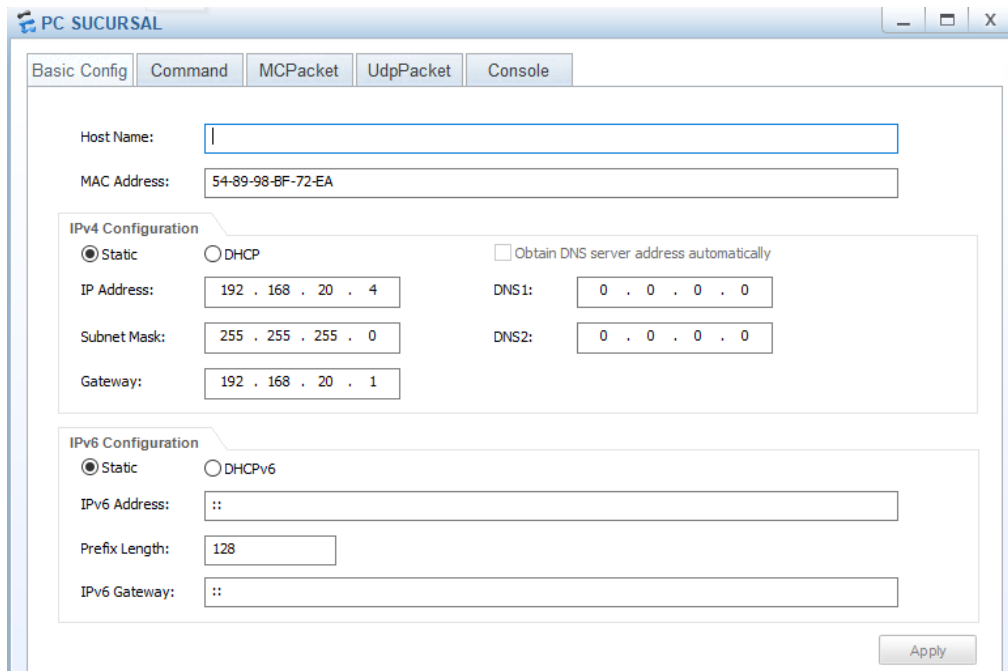 PC SUCURSAL
Basic Config Command MCPacket UdpPacket Console
Host Name:
MAC Address: 54-89-98-BF-72-EA
IPv4 Configuration
Static DHCP Obtain DNS server address automatically
IP Address: 192 . 168 . 20 . 4 DNS1: 0 . 0 . 0 . 0
Subnet Mask: 255 . 255 . 255 . 0 DNS2: 0 . 0 . 0 . 0
Gateway: 192 . 168 . 20 . 1
IPv6 Configuration
Static DHCPv6
IPv6 Address: ::
Prefix Length: 128
IPv6 Gateway: ::
Apply